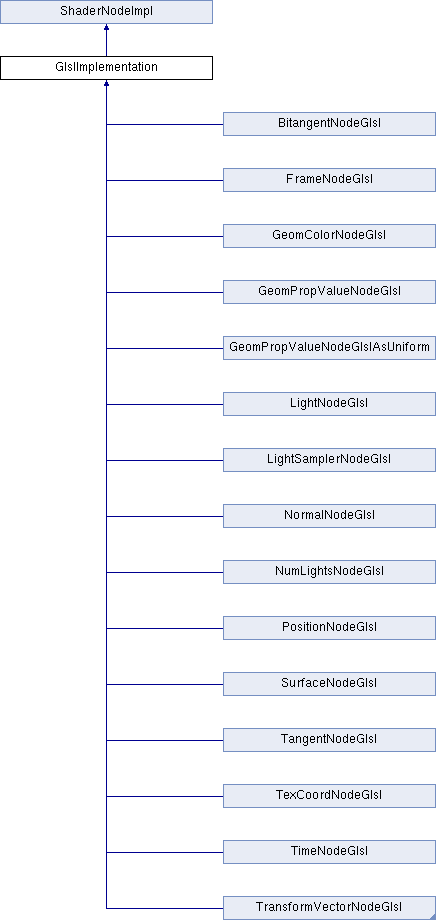 ShaderNodeImpl
GlslImplementation
BitangentNodeGlsl
FrameNodeGlsl
GeomColorNodeGlsl
GeomPropValueNodeGlsl
GeomPropValueNodeGlslAsUniform
LightNodeGlsl
LightSamplerNodeGlsl
NormalNodeGlsl
NumLightsNodeGlsl
PositionNodeGlsl
SurfaceNodeGlsl
TangentNodeGlsl
TexCoordNodeGlsl
TimeNodeGlsl
TransformVectorNodeGlsl